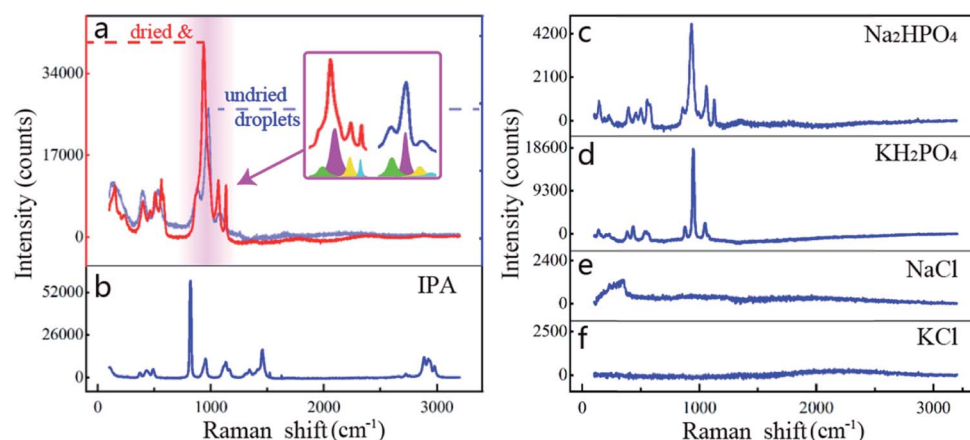 a
dried &
undried
droplets
34000
17000
0
Intensity (counts)
b
IPA
52000
26000
0
0
1000
2000
3000
Raman shift(cm⁻¹)
c
Na₂HPO₄
4200
2100
0
d
KH₂PO₄
18600
9300
0
Intensity (counts)
e
NaCl
2400
0
f
KCl
2500
0
0
1000
2000
3000
Raman shift(cm⁻¹)